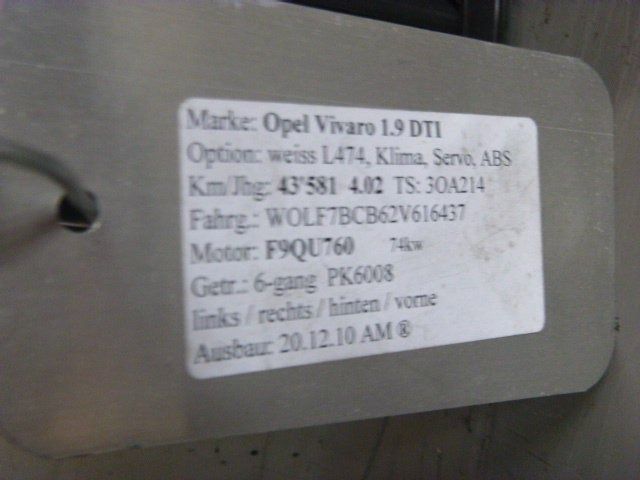 Marke: Opel Vivaro 1.9 DTI
Option: weiss L474, Klima, Servo, ABS
Km/Jhg: 43'581 4.02 TS: 3OA214
Fahrg.: WOLF7BCB62V616437
Motor: F9QU760 74kw
Getr.: 6-gang PK6008
links / rechts / hinten / vorne
Ausbau: 20.12.10 AM ®